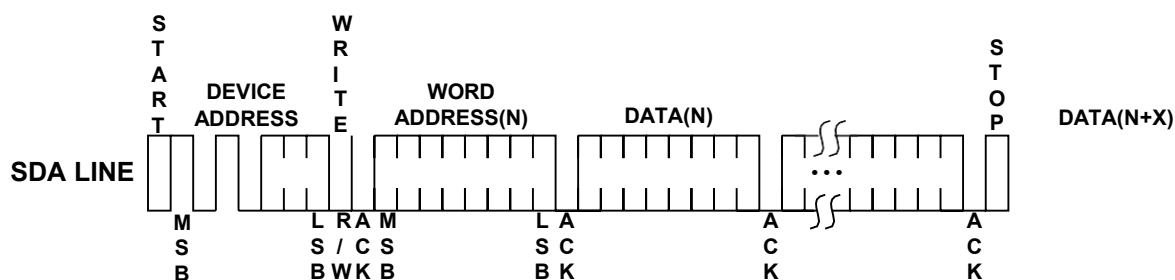 START
WRITE
STOP
DEVICE
ADDRESS
WORD
ADDRESS(N)
DATA(N)
DATA(N+X)
SDA LINE
...
MSB
LSB
R/W
ACK
MSB
LSB
ACK
ACK
ACK